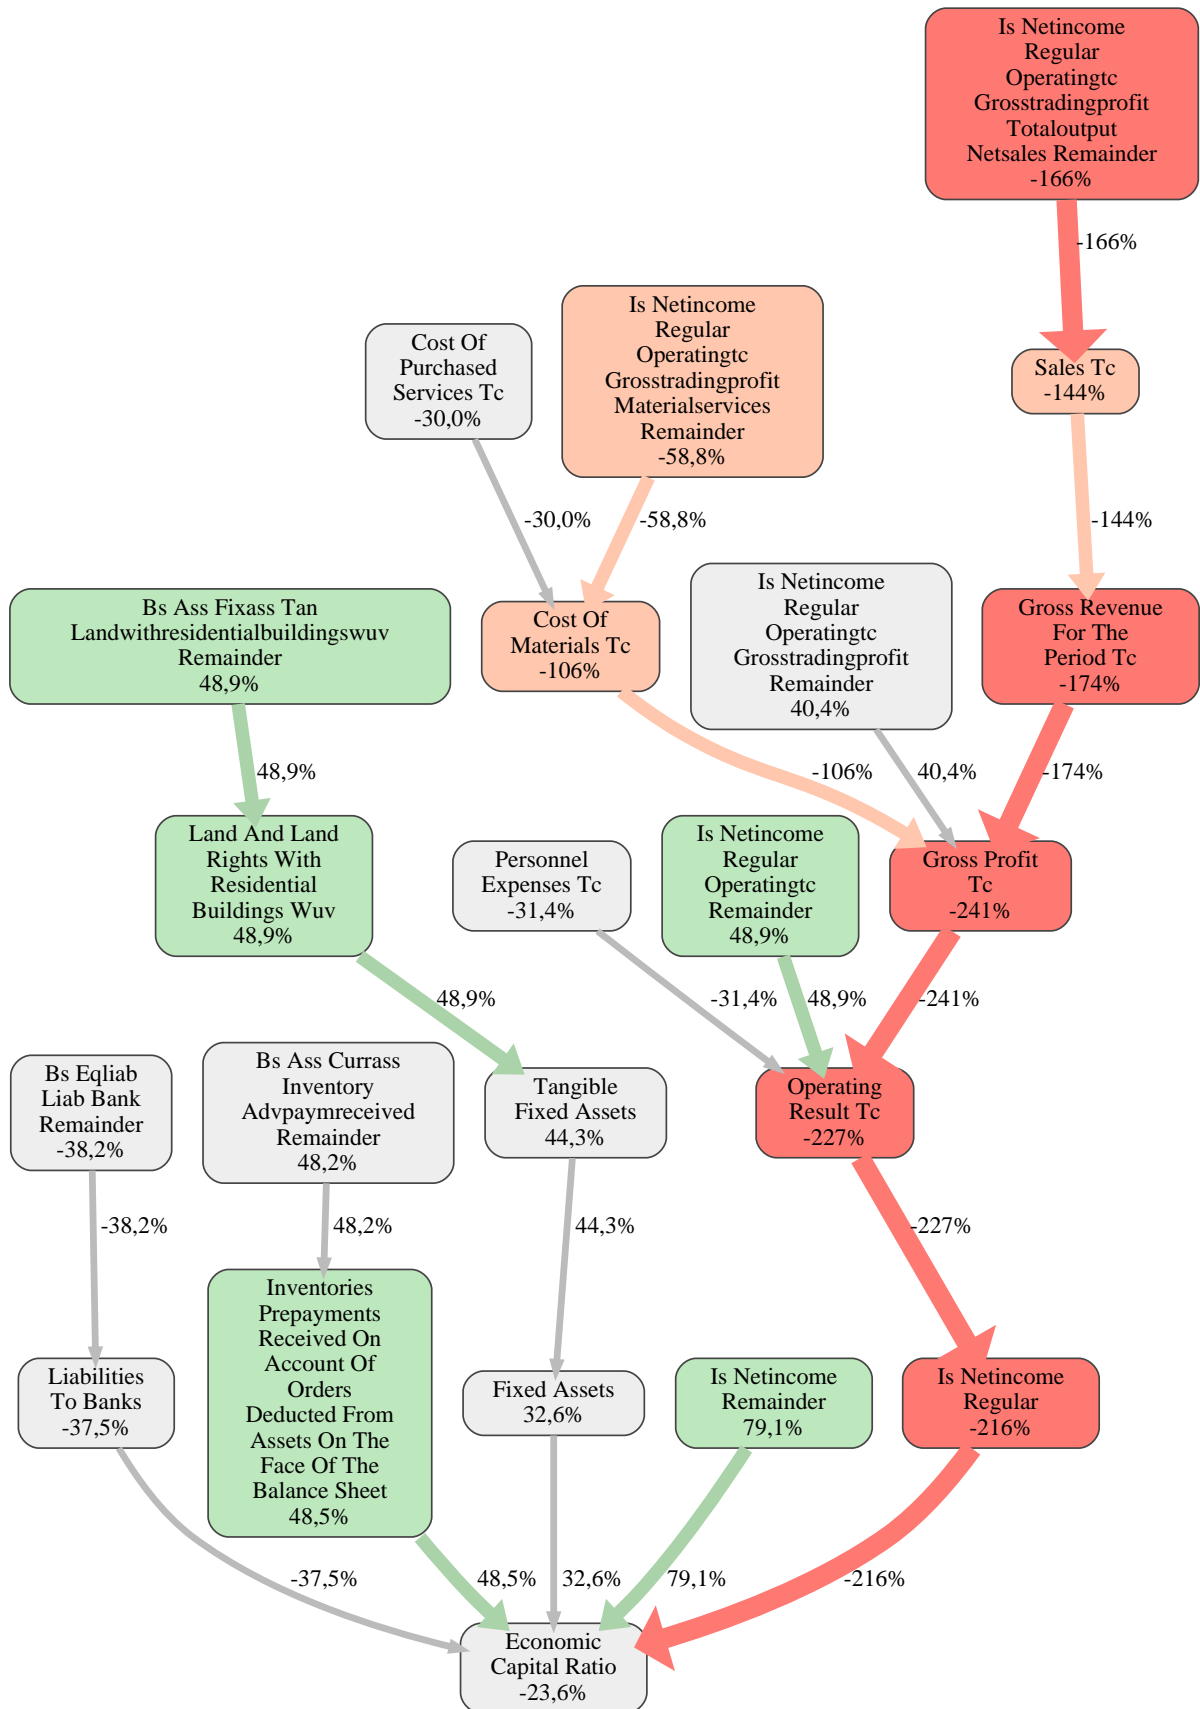 Is Netincome
Regular
Operatingtc
Grosstradingprofit
Totaloutput
Netsales Remainder
-166%
-166%
Cost Of
Purchased
Services Tc
-30,0%
Is Netincome
Regular
Operatingtc
Grosstradingprofit
Materialservices
Remainder
-58,8%
Sales Tc
-144%
-30,0%
-58,8%
-144%
Bs Ass Fixass Tan
Landwithresidentialbuildingswuv
Remainder
48,9%
Cost Of
Materials Tc
-106%
Is Netincome
Regular
Operatingtc
Grosstradingprofit
Remainder
40,4%
Gross Revenue
For The
Period Tc
-174%
48,9%
-106%
40,4%
-174%
Land And Land
Rights With
Residential
Buildings Wuv
48,9%
Personnel
Expenses Tc
-31,4%
Is Netincome
Regular
Operatingtc
Remainder
48,9%
Gross Profit
Tc
-241%
48,9%
-31,4%
48,9%
-241%
Bs Eqliab
Liab Bank
Remainder
-38,2%
Bs Ass Currass
Inventory
Advpaymreceived
Remainder
48,2%
Tangible
Fixed Assets
44,3%
Operating
Result Tc
-227%
-38,2%
48,2%
44,3%
-227%
Liabilities
To Banks
-37,5%
Inventories
Prepayments
Received On
Account Of
Orders
Deducted From
Assets On The
Face Of The
Balance Sheet
48,5%
Fixed Assets
32,6%
Is Netincome
Remainder
79,1%
Is Netincome
Regular
-216%
-37,5%
48,5%
32,6%
79,1%
-216%
Economic
Capital Ratio
-23,6%